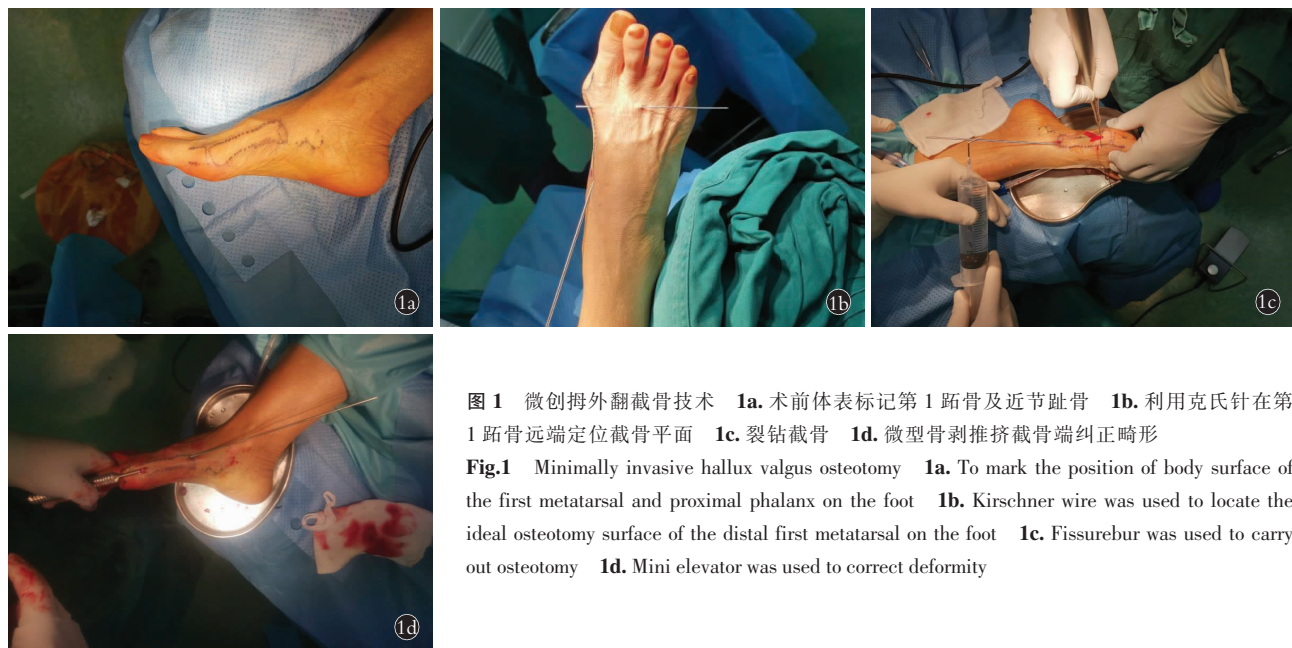 1a
1b
1c
1d
图 1 微创拇外翻截骨技术 1a. 术前体表标记第 1 跖骨及近节趾骨 1b. 利用克氏针在第
1 跖骨远端定位截骨平面 1c. 裂钻截骨 1d. 微型骨剥推挤截骨端纠正畸形
Fig.1 Minimally invasive hallux valgus osteotomy 1a. To mark the position of body surface of
the first metatarsal and proximal phalanx on the foot 1b. Kirschner wire was used to locate the
ideal osteotomy surface of the distal first metatarsal on the foot 1c. Fissurebur was used to carry
out osteotomy 1d. Mini elevator was used to correct deformity